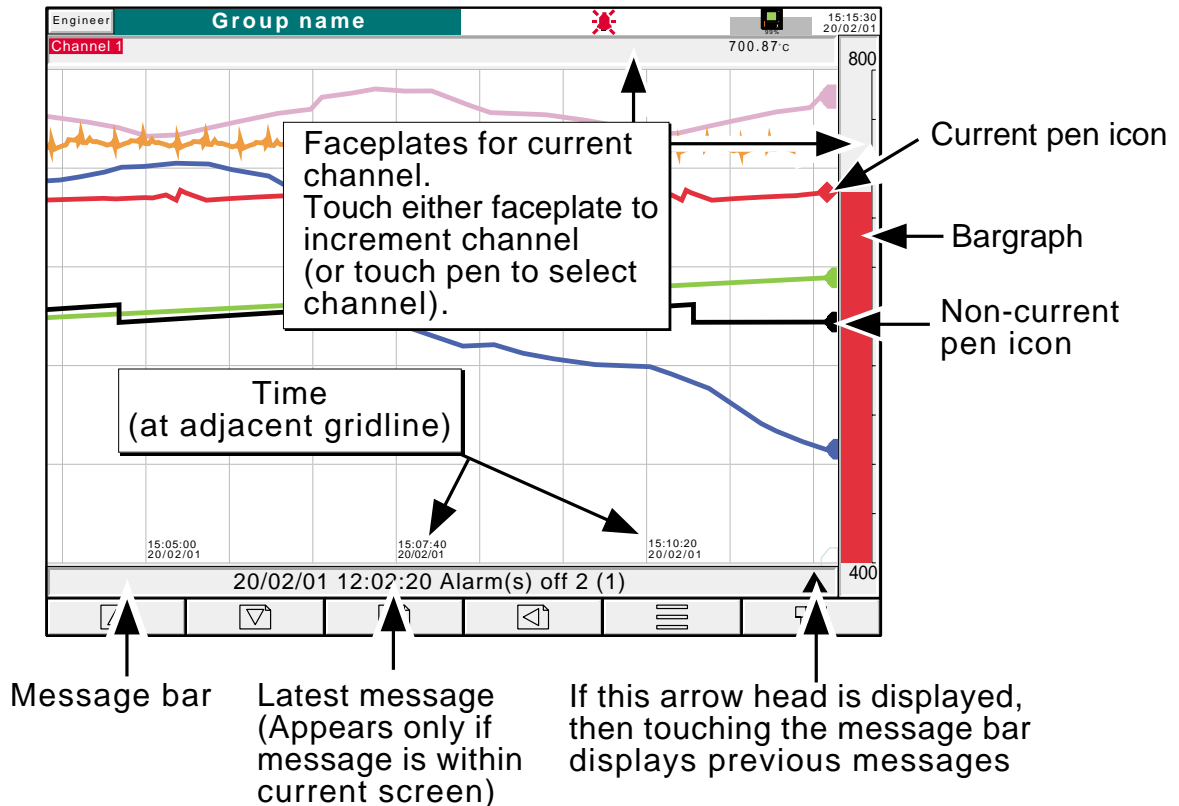 Engineer
Group name
99%
15:15:30
20/02/01
Channel 1
700.87°C
800
Faceplates for current
channel.
Touch either faceplate to
increment channel
(or touch pen to select
channel).
Current pen icon
Bargraph
Non-current
pen icon
Time
(at adjacent gridline)
15:05:00
20/02/01
15:07:40
20/02/01
15:10:20
20/02/01
400
20/02/01 12:02:20 Alarm(s) off 2 (1)
Message bar
Latest message
(Appears only if
message is within
current screen)
If this arrow head is displayed,
then touching the message bar
displays previous messages